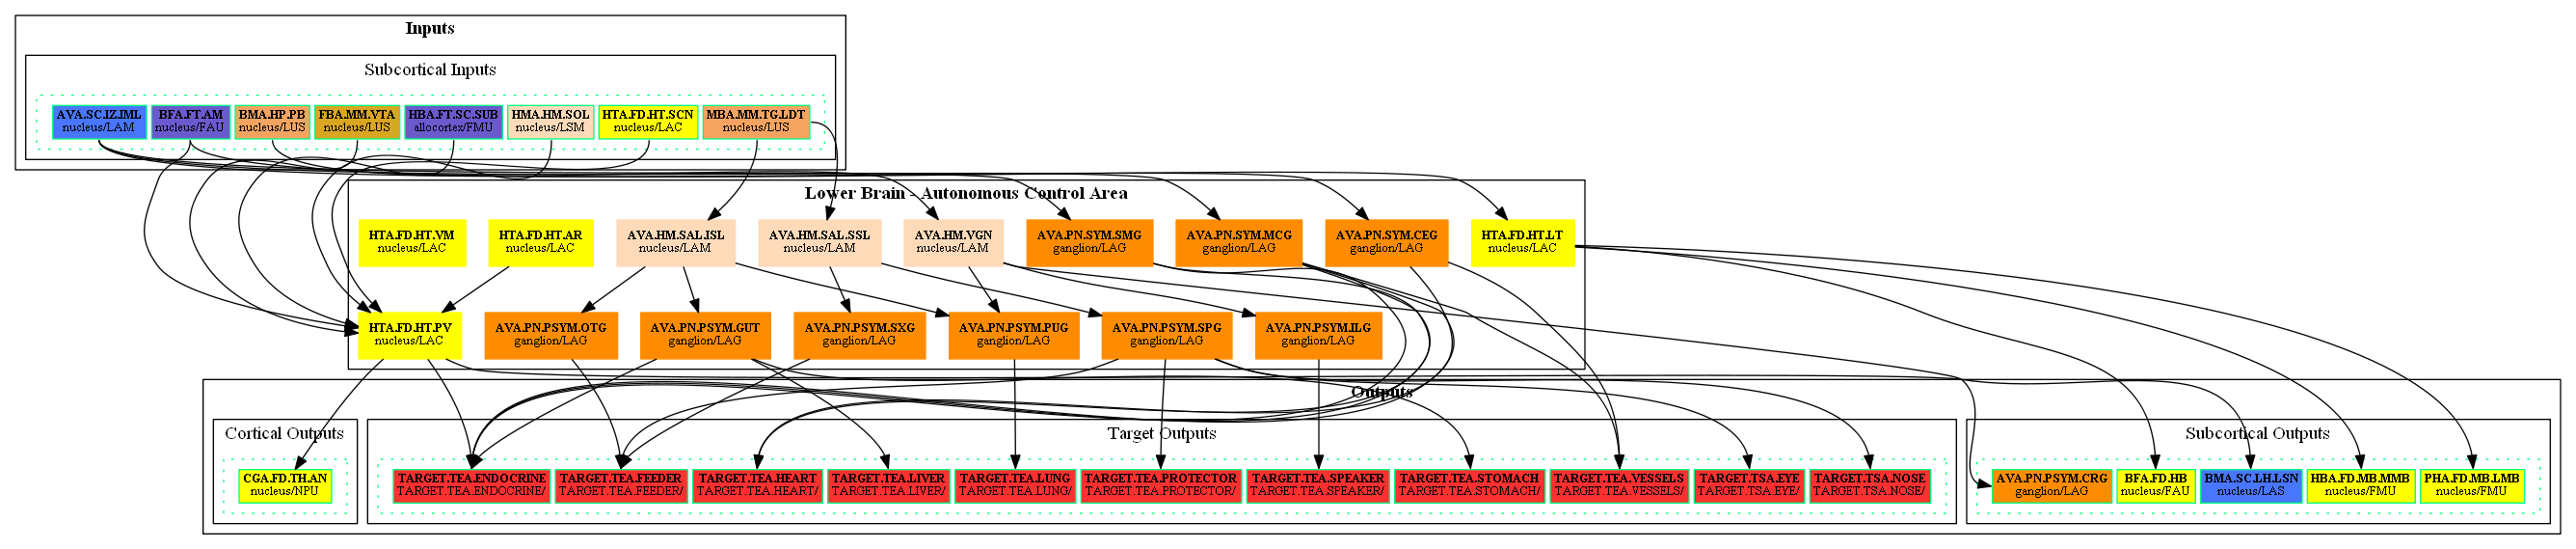 Inputs
Subcortical Inputs
AVA.SC.IZ.IML
nucleus/LAM
BFA.FT.AM
nucleus/FAU
BMA.HP.PB
nucleus/LUS
FBA.MM.VTA
nucleus/LUS
HBA.FT.SC.SUB
allocortex/FMU
HMA.HM.SOL
nucleus/LSM
HTA.FD.HT.SCN
nucleus/LAC
MBA.MM.TG.LDT
nucleus/LUS
Lower Brain - Autonomous Control Area
HTA.FD.HT.VM
nucleus/LAC
HTA.FD.HT.AR
nucleus/LAC
AVA.HM.SAL.ISL
nucleus/LAM
AVA.HM.SAL.SSL
nucleus/LAM
AVA.HM.VGN
nucleus/LAM
AVA.PN.SYM.SMG
ganglion/LAG
AVA.PN.SYM.MCG
ganglion/LAG
AVA.PN.SYM.CEG
ganglion/LAG
HTA.FD.HT.LT
nucleus/LAC
HTA.FD.HT.PV
nucleus/LAC
AVA.PN.PSYM.OTG
ganglion/LAG
AVA.PN.PSYM.GUT
ganglion/LAG
AVA.PN.PSYM.SXG
ganglion/LAG
AVA.PN.PSYM.PUG
ganglion/LAG
AVA.PN.PSYM.SPG
ganglion/LAG
AVA.PN.PSYM.ILG
ganglion/LAG
Outputs
Cortical Outputs
CGA.FD.TH.AN
nucleus/NPU
Target Outputs
TARGET.TEA.ENDOCRINE
TARGET.TEA.ENDOCRINE/
TARGET.TEA.FEEDER
TARGET.TEA.FEEDER/
TARGET.TEA.HEART
TARGET.TEA.HEART/
TARGET.TEA.LIVER
TARGET.TEA.LIVER/
TARGET.TEA.LUNG
TARGET.TEA.LUNG/
TARGET.TEA.PROTECTOR
TARGET.TEA.PROTECTOR/
TARGET.TEA.SPEAKER
TARGET.TEA.SPEAKER/
TARGET.TEA.STOMACH
TARGET.TEA.STOMACH/
TARGET.TEA.VESSELS
TARGET.TEA.VESSELS/
TARGET.TSA.EYE
TARGET.TSA.EYE/
TARGET.TSA.NOSE
TARGET.TSA.NOSE/
Subcortical Outputs
AVA.PN.PSYM.CRG
ganglion/LAG
BFA.FD.HB
nucleus/FAU
BMA.SC.LH.LSN
nucleus/LAS
HBA.FD.MB.MMB
nucleus/FMU
PHA.FD.MB.LMB
nucleus/FMU